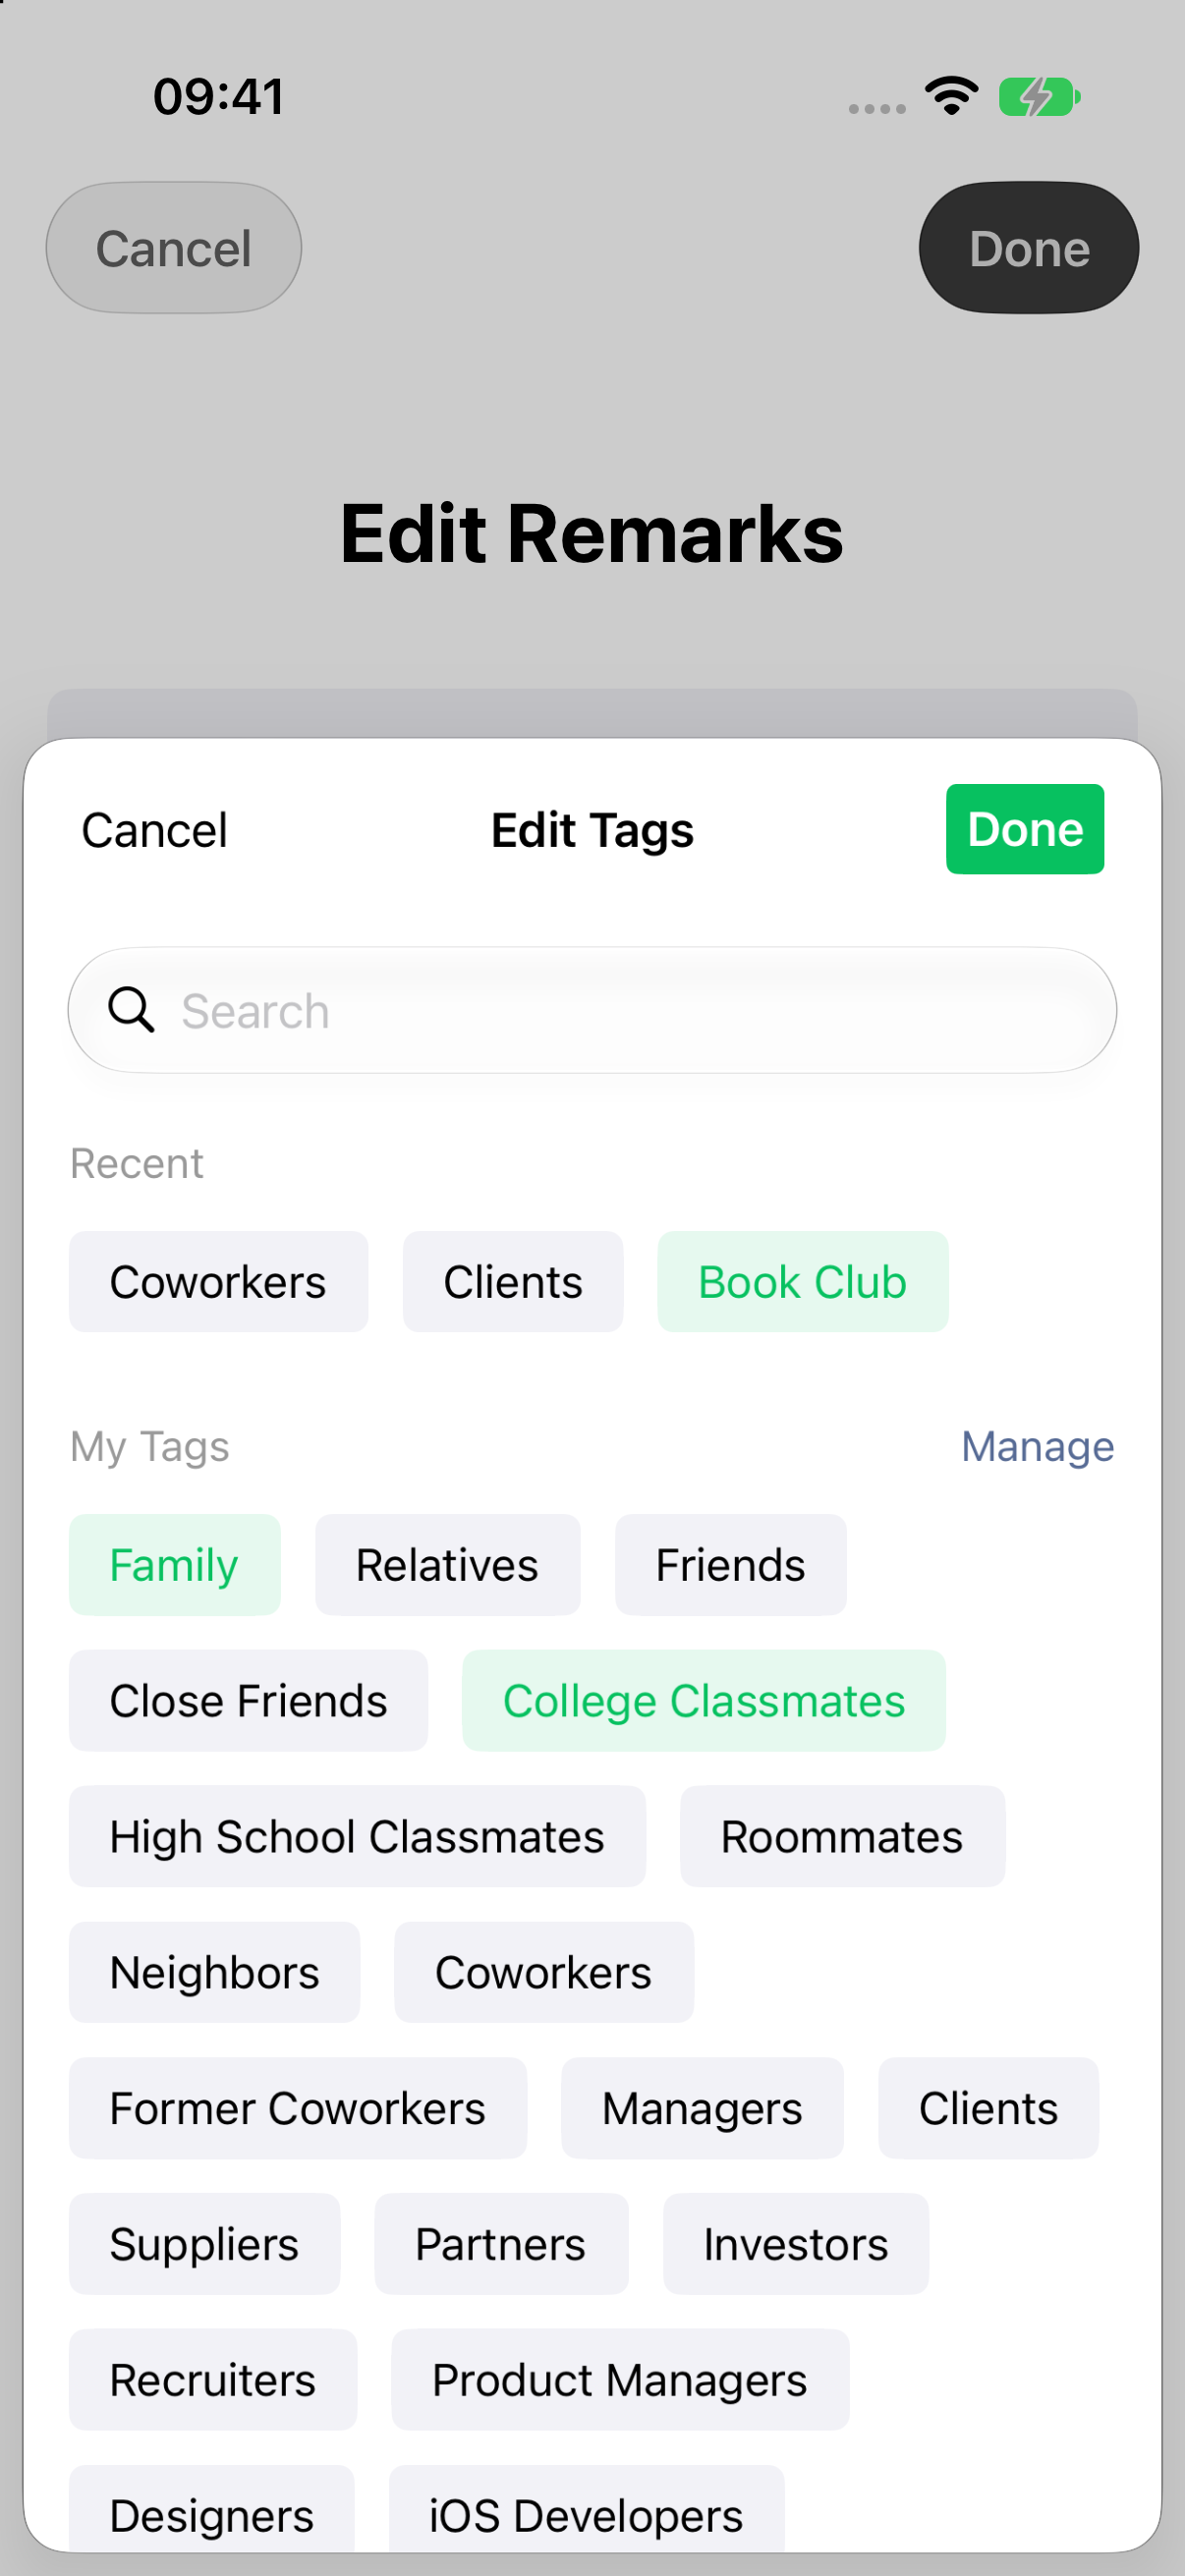 09:41
Cancel Done
Edit Remarks
Cancel Edit Tags Done
Search
Recent
Coworkers Clients Book Club
My Tags Manage
Family Relatives Friends
Close Friends College Classmates
High School Classmates Roommates
Neighbors Coworkers
Former Coworkers Managers Clients
Suppliers Partners Investors
Recruiters Product Managers
Designers iOS Developers